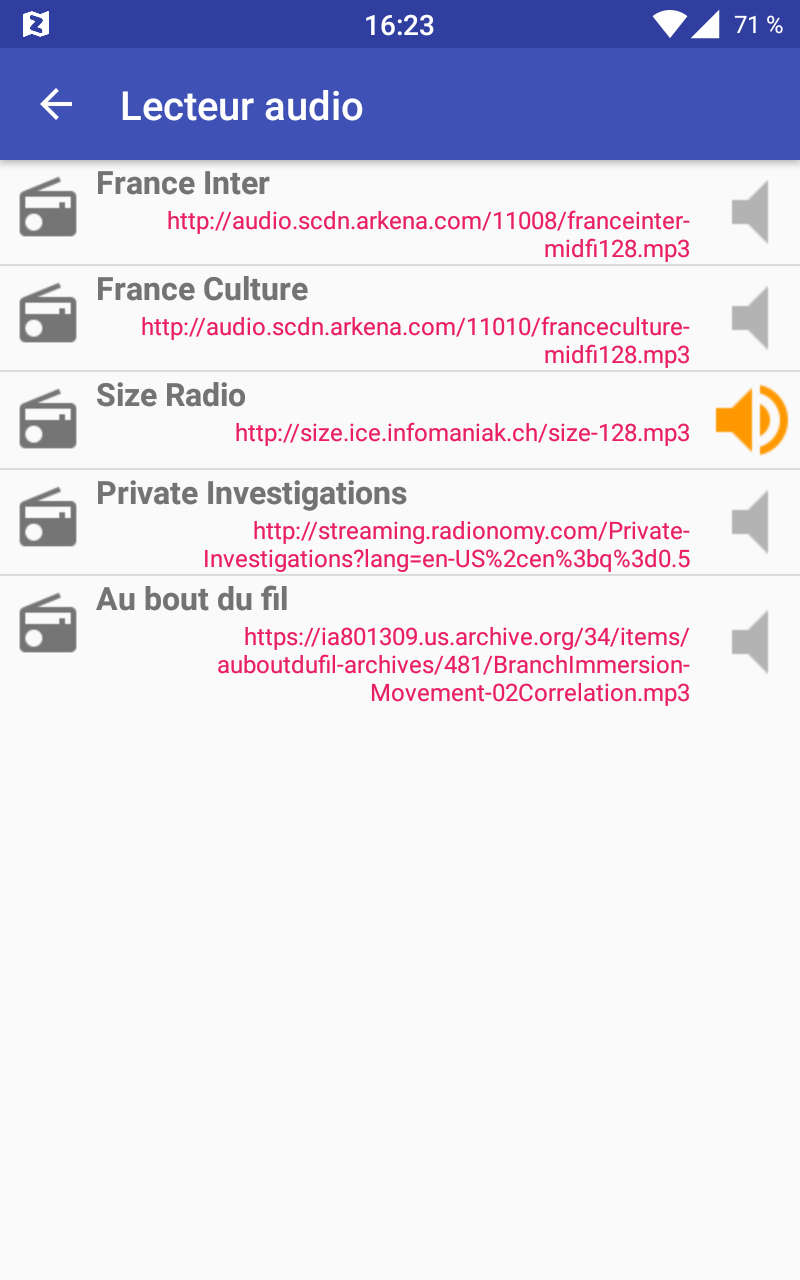 16:23
71 %
Lecteur audio
France Inter
http://audio.scdn.arkena.com/11008/franceinter-
midfi128.mp3
France Culture
http://audio.scdn.arkena.com/11010/franceculture-
midfi128.mp3
Size Radio
http://size.ice.infomaniak.ch/size-128.mp3
Private Investigations
http://streaming.radionomy.com/Private-
Investigations?lang=en-US%2cen%3bq%3d0.5
Au bout du fil
https://ia801309.us.archive.org/34/items/
auboutdufil-archives/481/BranchImmersion-
Movement-02Correlation.mp3